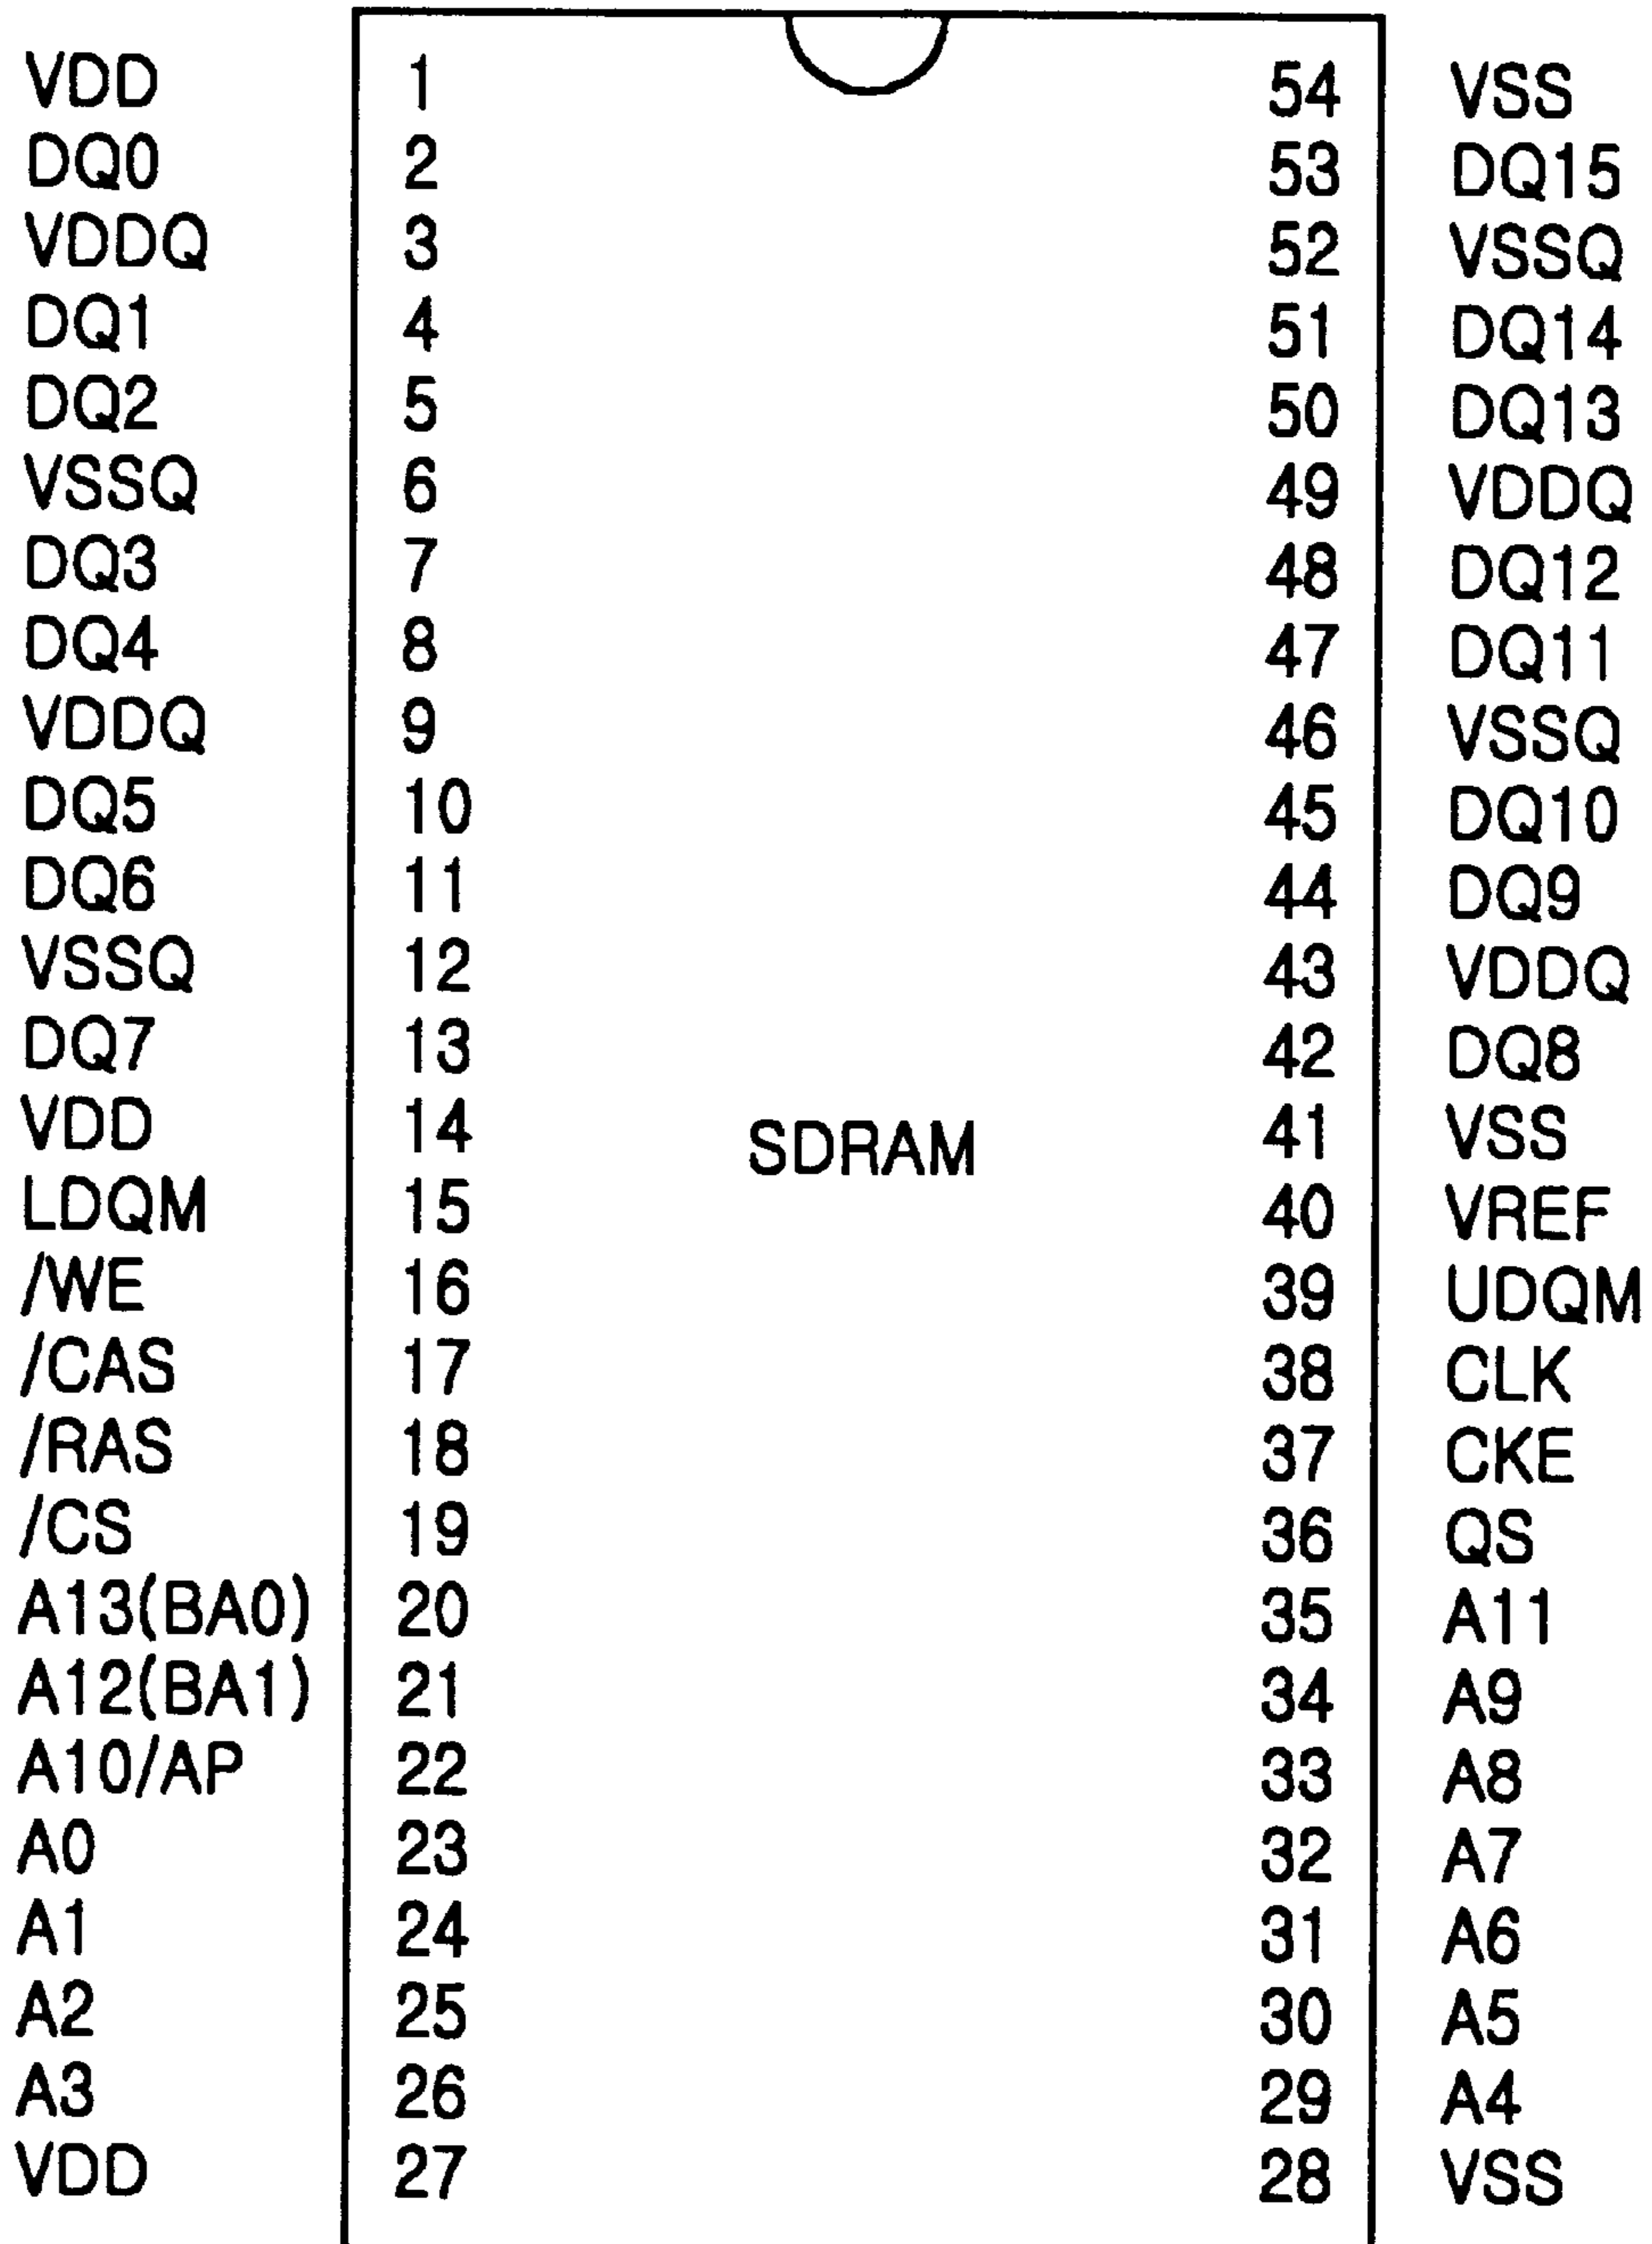 VDD 1 54 VSS
DQ0 2 53 DQ15
VDDQ 3 52 VSSQ
DQ1 4 51 DQ14
DQ2 5 50 DQ13
VSSQ 6 49 VDDQ
DQ3 7 48 DQ12
DQ4 8 47 DQ11
VDDQ 9 46 VSSQ
DQ5 10 45 DQ10
DQ6 11 44 DQ9
VSSQ 12 43 VDDQ
DQ7 13 42 DQ8
VDD 14 SDRAM 41 VSS
LDQM 15 40 VREF
/WE 16 39 UDQM
/CAS 17 38 CLK
/RAS 18 37 CKE
/CS 19 36 QS
A13(BA0) 20 35 A11
A12(BA1) 21 34 A9
A10/AP 22 33 A8
A0 23 32 A7
A1 24 31 A6
A2 25 30 A5
A3 26 29 A4
VDD 27 28 VSS